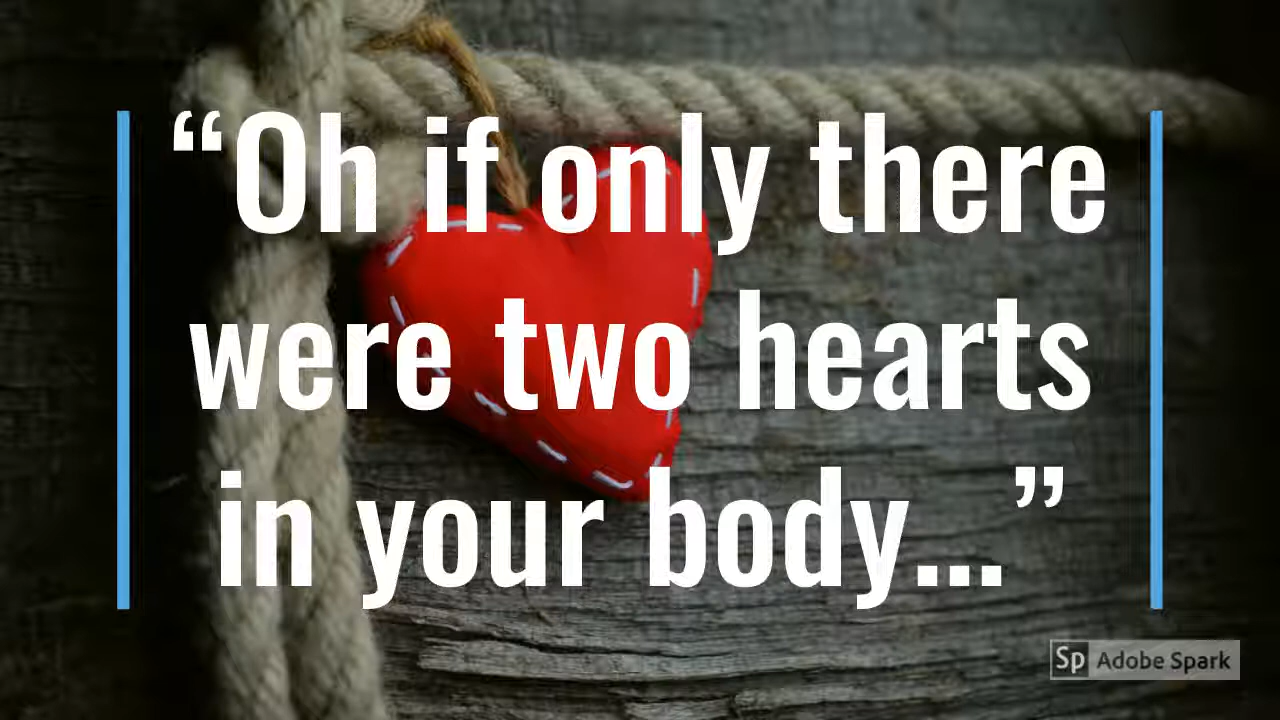 “Oh if only there
were two hearts
in your body...”
Sp Adobe Spark